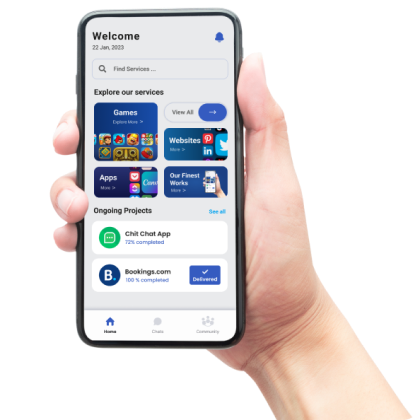 Welcome
22 Jan, 2023
Find Services ...
Explore our services
Games
Explore More >
View All
Websites
More >
Apps
More >
Our Finest
Works
More >
Ongoing Projects
See all
Chit Chat App
72% completed
B.
Bookings.com
100 % completed
Delivered
Home
Chats
Community